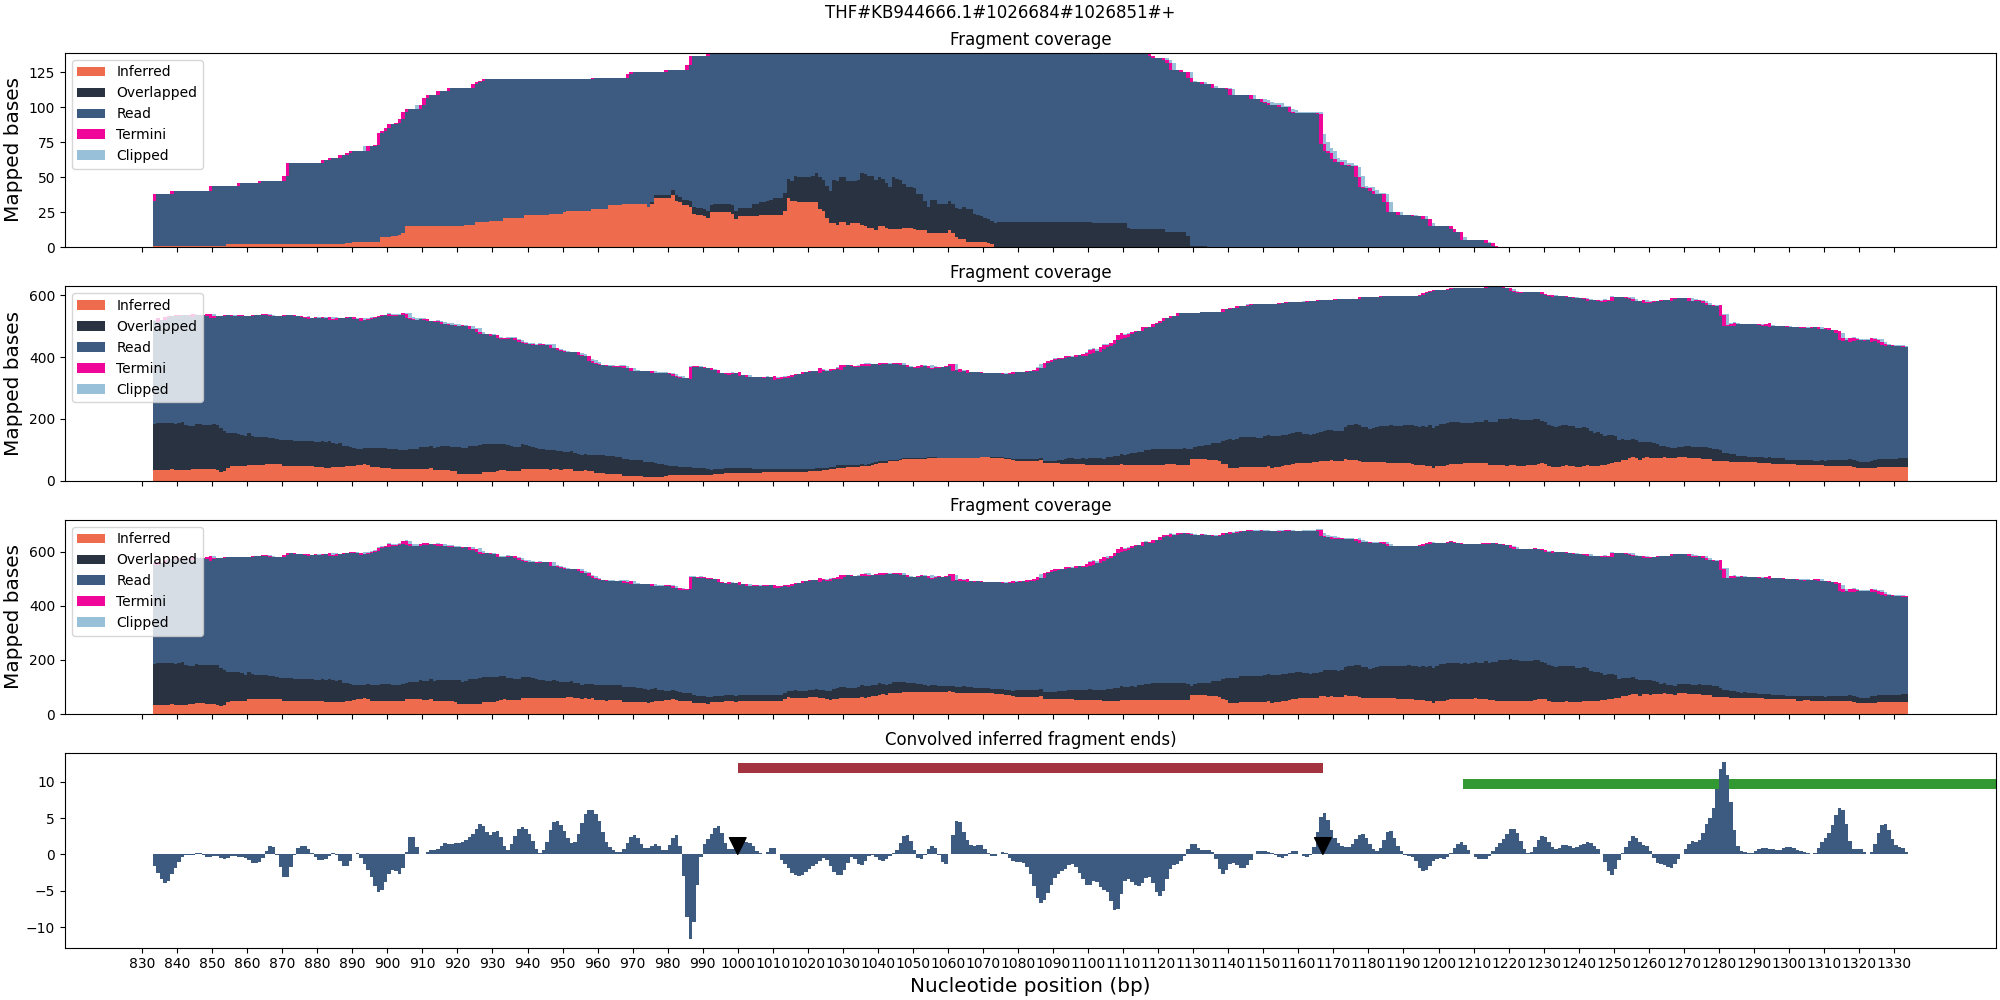 THF#KB944666.1#1026684#1026851#+
Fragment coverage
Mapped bases
125
100
75
50
25
0
Inferred
Overlapped
Read
Termini
Clipped
Fragment coverage
Mapped bases
600
400
200
0
Inferred
Overlapped
Read
Termini
Clipped
Fragment coverage
Mapped bases
600
400
200
0
Inferred
Overlapped
Read
Termini
Clipped
Convolved inferred fragment ends)
10
5
0
−5
−10
830 840 850 860 870 880 890 900 910 920 930 940 950 960 970 980 990 1000 1010 1020 1030 1040 1050 1060 1070 1080 1090 1100 1110 1120 1130 1140 1150 1160 1170 1180 1190 1200 1210 1220 1230 1240 1250 1260 1270 1280 1290 1300 1310 1320 1330
Nucleotide position (bp)